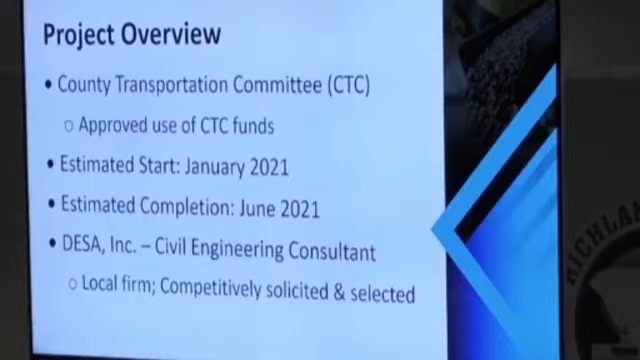 Project Overview
• County Transportation Committee (CTC)
○ Approved use of CTC funds
• Estimated Start: January 2021
• Estimated Completion: June 2021
• DESA, Inc. – Civil Engineering Consultant
○ Local firm; Competitively solicited & selected